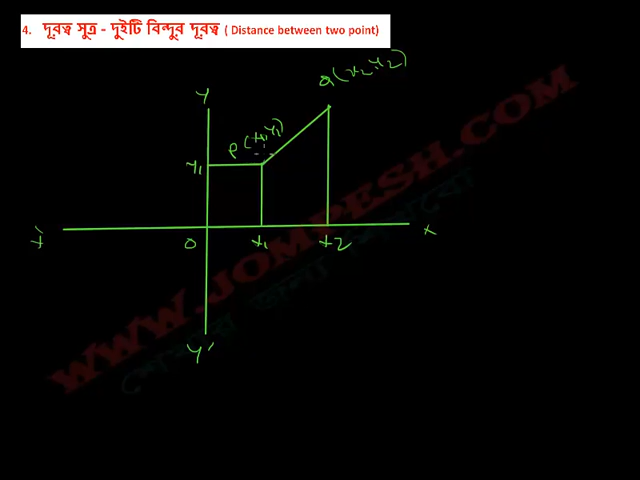 4. দূরত্ব সুত্র - দুইটি বিন্দুর দূরত্ব ( Distance between two point)
Q(x2,y2)
Y
P(x1,y1)
y1
X'
O
x1
x2
X
Y'
WWW.JOMPESH.COM